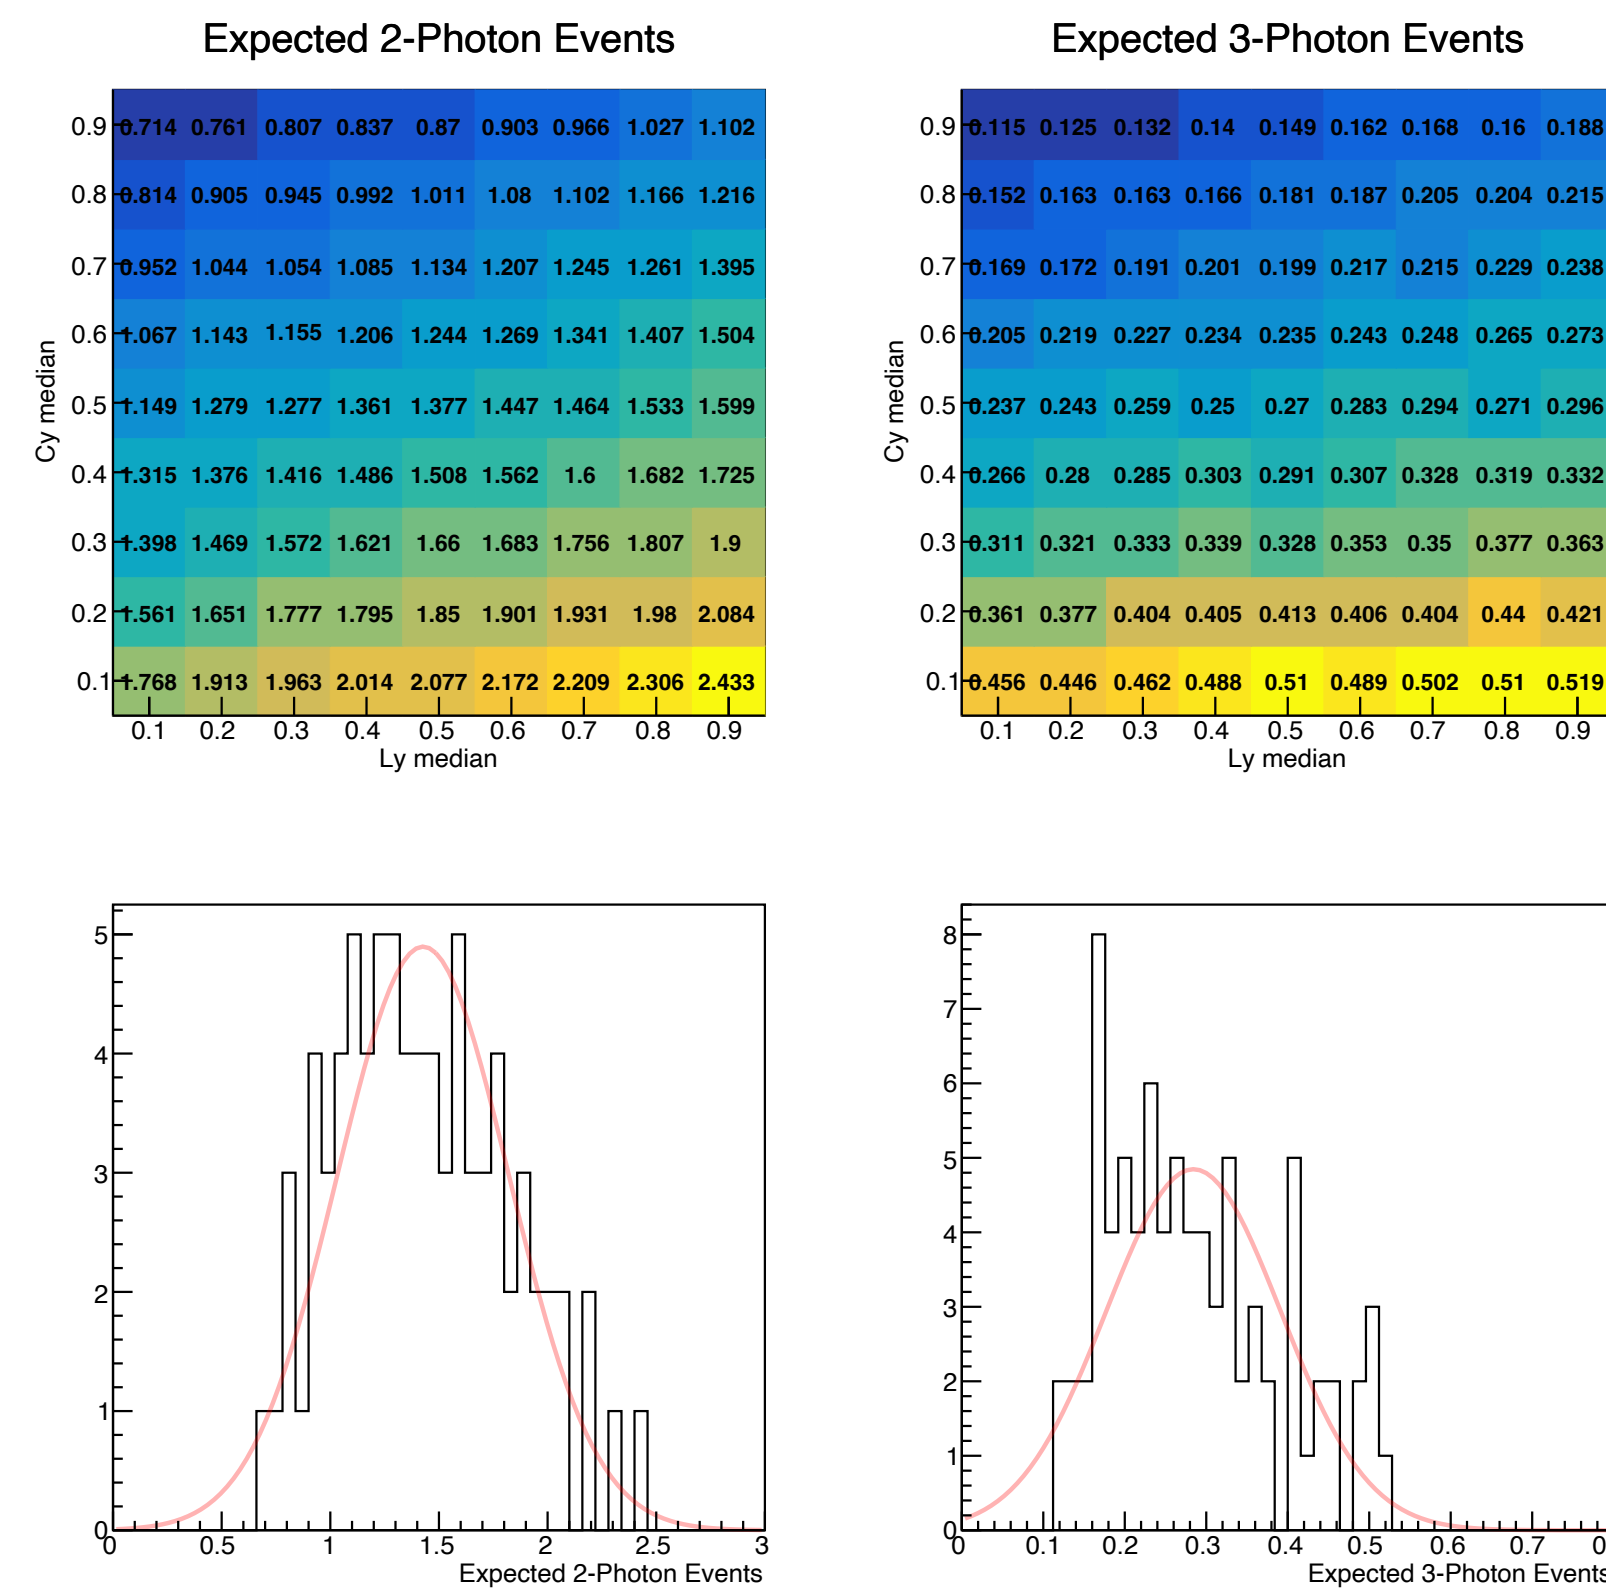 Expected 2-Photon Events
0.9 0.714 0.761 0.807 0.837 0.87 0.903 0.966 1.027 1.102
0.8 0.814 0.905 0.945 0.992 1.011 1.08 1.102 1.166 1.216
0.7 0.952 1.044 1.054 1.085 1.134 1.207 1.245 1.261 1.395
0.6 1.067 1.143 1.155 1.206 1.244 1.269 1.341 1.407 1.504
0.5 1.149 1.279 1.277 1.361 1.377 1.447 1.464 1.533 1.599
0.4 1.315 1.376 1.416 1.486 1.508 1.562 1.6 1.682 1.725
0.3 1.398 1.469 1.572 1.621 1.66 1.683 1.756 1.807 1.9
0.2 1.561 1.651 1.777 1.795 1.85 1.901 1.931 1.98 2.084
0.1 1.768 1.913 1.963 2.014 2.077 2.172 2.209 2.306 2.433
Cy median
0.1 0.2 0.3 0.4 0.5 0.6 0.7 0.8 0.9
Ly median
Expected 3-Photon Events
0.9 0.115 0.125 0.132 0.14 0.149 0.162 0.168 0.16 0.188
0.8 0.152 0.163 0.163 0.166 0.181 0.187 0.205 0.204 0.215
0.7 0.169 0.172 0.191 0.201 0.199 0.217 0.215 0.229 0.238
0.6 0.205 0.219 0.227 0.234 0.235 0.243 0.248 0.265 0.273
0.5 0.237 0.243 0.259 0.25 0.27 0.283 0.294 0.271 0.296
0.4 0.266 0.28 0.285 0.303 0.291 0.307 0.328 0.319 0.332
0.3 0.311 0.321 0.333 0.339 0.328 0.353 0.35 0.377 0.363
0.2 0.361 0.377 0.404 0.405 0.413 0.406 0.404 0.44 0.421
0.1 0.456 0.446 0.462 0.488 0.51 0.489 0.502 0.51 0.519
Cy median
0.1 0.2 0.3 0.4 0.5 0.6 0.7 0.8 0.9
Ly median
5
4
3
2
1
0
0 0.5 1 1.5 2 2.5 3
Expected 2-Photon Events
8
7
6
5
4
3
2
1
0
0 0.1 0.2 0.3 0.4 0.5 0.6 0.7
Expected 3-Photon Events